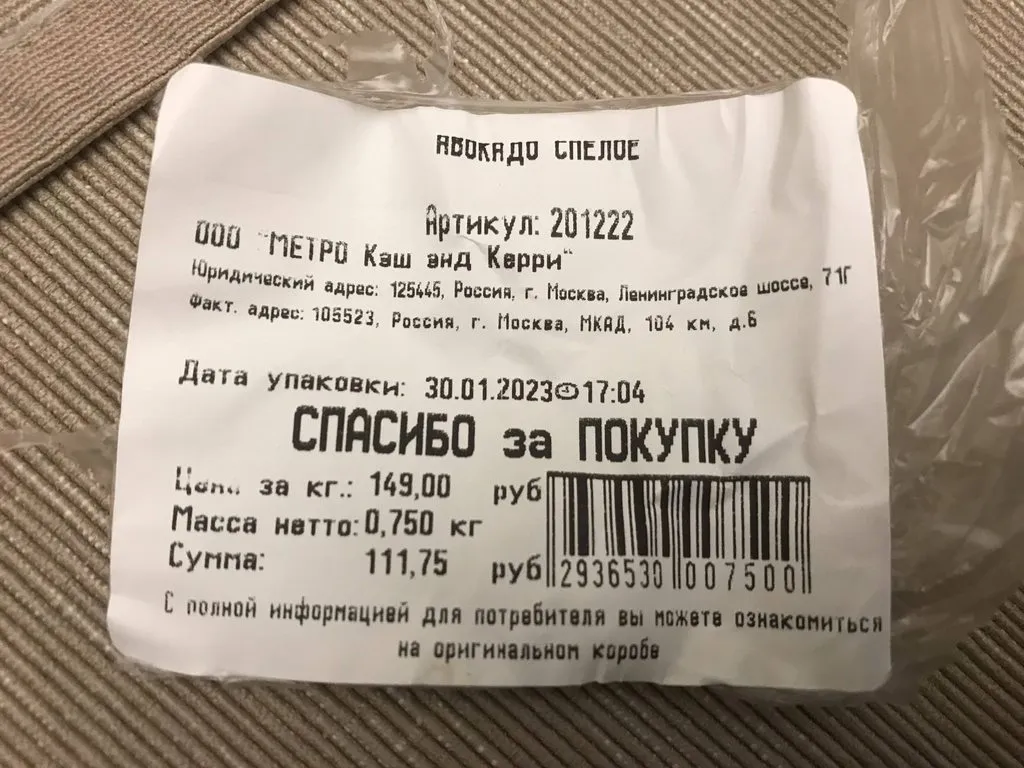 АВОКАДО СПЕЛОЕ
Артикул: 201222
ООО "МЕТРО Кэш энд Керри"
Юридический адрес: 125445, Россия, г. Москва, Ленинградское шоссе, 71Г
Факт. адрес: 105523, Россия, г. Москва, МКАД, 104 км, д.6
Дата упаковки: 30.01.2023 17:04
СПАСИБО за ПОКУПКУ
Цена за кг.: 149,00 руб
Масса нетто: 0,750 кг
Сумма: 111,75 руб
2936530 007500
С полной информацией для потребителя вы можете ознакомиться
на оригинальном коробе